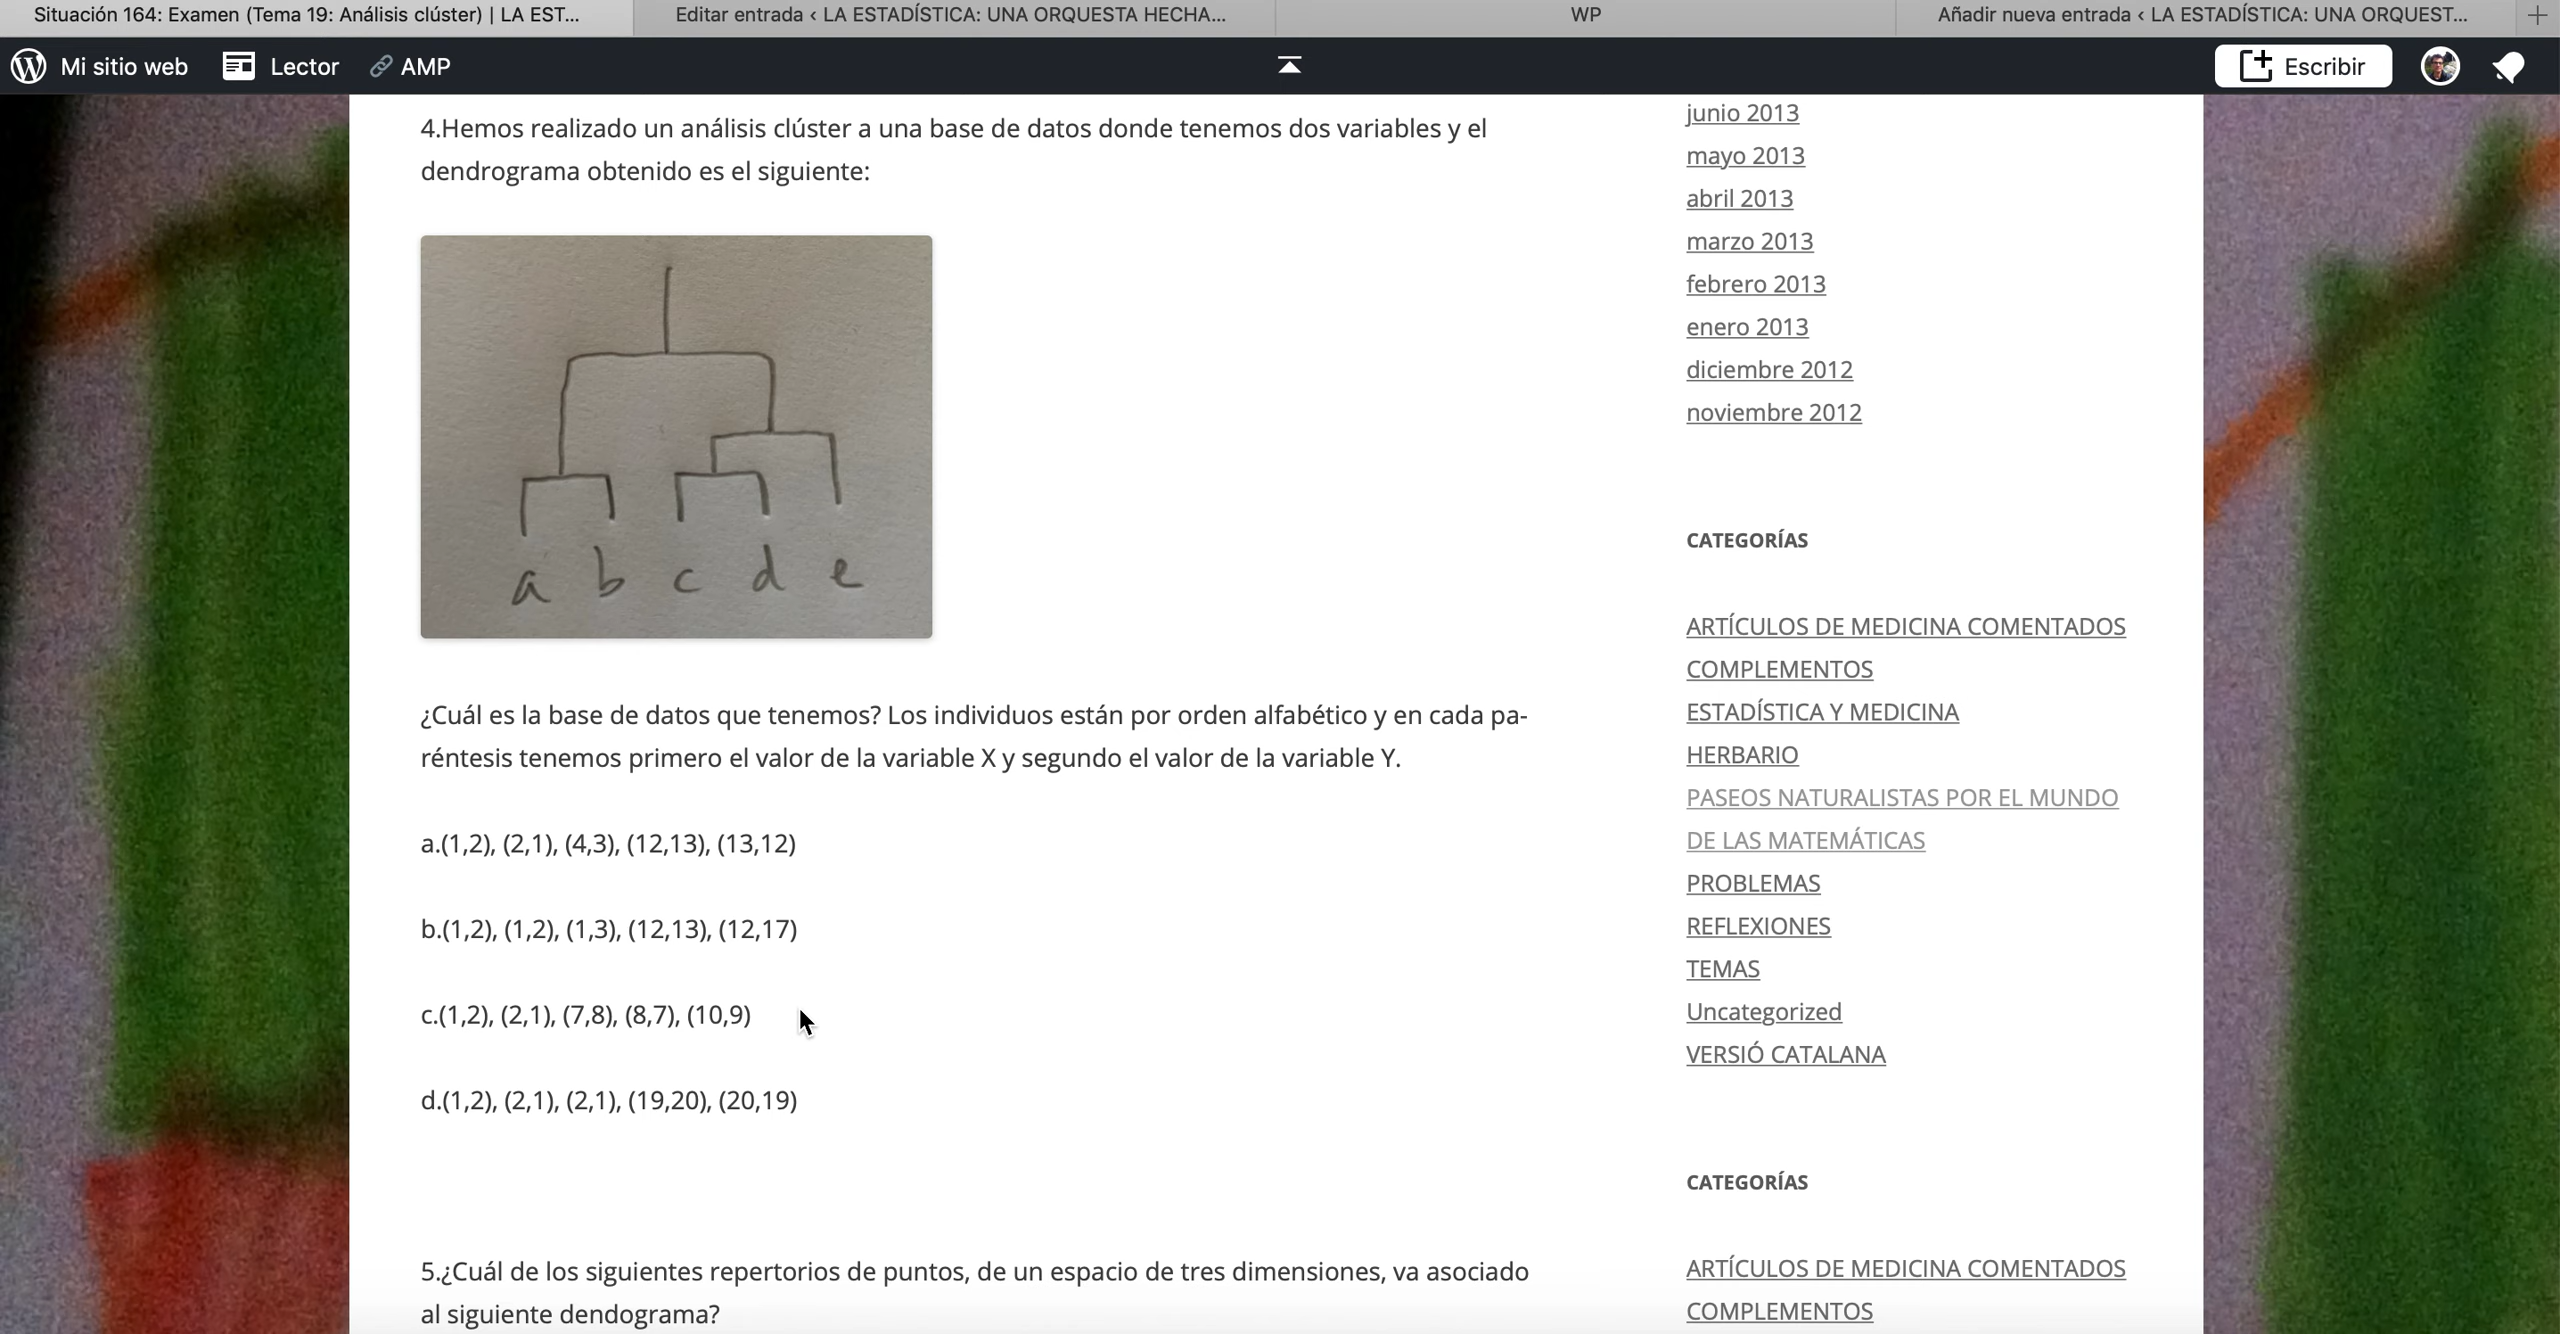 Situación 164: Examen (Tema 19: Análisis clúster) | LA EST...
Editar entrada ‹ LA ESTADÍSTICA: UNA ORQUESTA HECHA...
WP
Añadir nueva entrada ‹ LA ESTADÍSTICA: UNA ORQUEST...
Mi sitio web
Lector
AMP
Escribir
4.Hemos realizado un análisis clúster a una base de datos donde tenemos dos variables y el
dendrograma obtenido es el siguiente:
a b c d e
¿Cuál es la base de datos que tenemos? Los individuos están por orden alfabético y en cada pa-
réntesis tenemos primero el valor de la variable X y segundo el valor de la variable Y.
a.(1,2), (2,1), (4,3), (12,13), (13,12)
b.(1,2), (1,2), (1,3), (12,13), (12,17)
c.(1,2), (2,1), (7,8), (8,7), (10,9)
d.(1,2), (2,1), (2,1), (19,20), (20,19)
5.¿Cuál de los siguientes repertorios de puntos, de un espacio de tres dimensiones, va asociado
al siguiente dendograma?
junio 2013
mayo 2013
abril 2013
marzo 2013
febrero 2013
enero 2013
diciembre 2012
noviembre 2012
CATEGORÍAS
ARTÍCULOS DE MEDICINA COMENTADOS
COMPLEMENTOS
ESTADÍSTICA Y MEDICINA
HERBARIO
PASEOS NATURALISTAS POR EL MUNDO
DE LAS MATEMÁTICAS
PROBLEMAS
REFLEXIONES
TEMAS
Uncategorized
VERSIÓ CATALANA
CATEGORÍAS
ARTÍCULOS DE MEDICINA COMENTADOS
COMPLEMENTOS